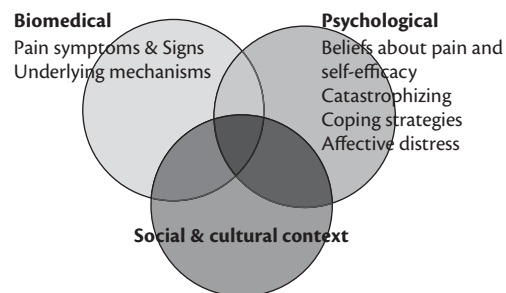 Biomedical
Pain symptoms & Signs
Underlying mechanisms
Psychological
Beliefs about pain and
self-efficacy
Catastrophizing
Coping strategies
Affective distress
Social & cultural context